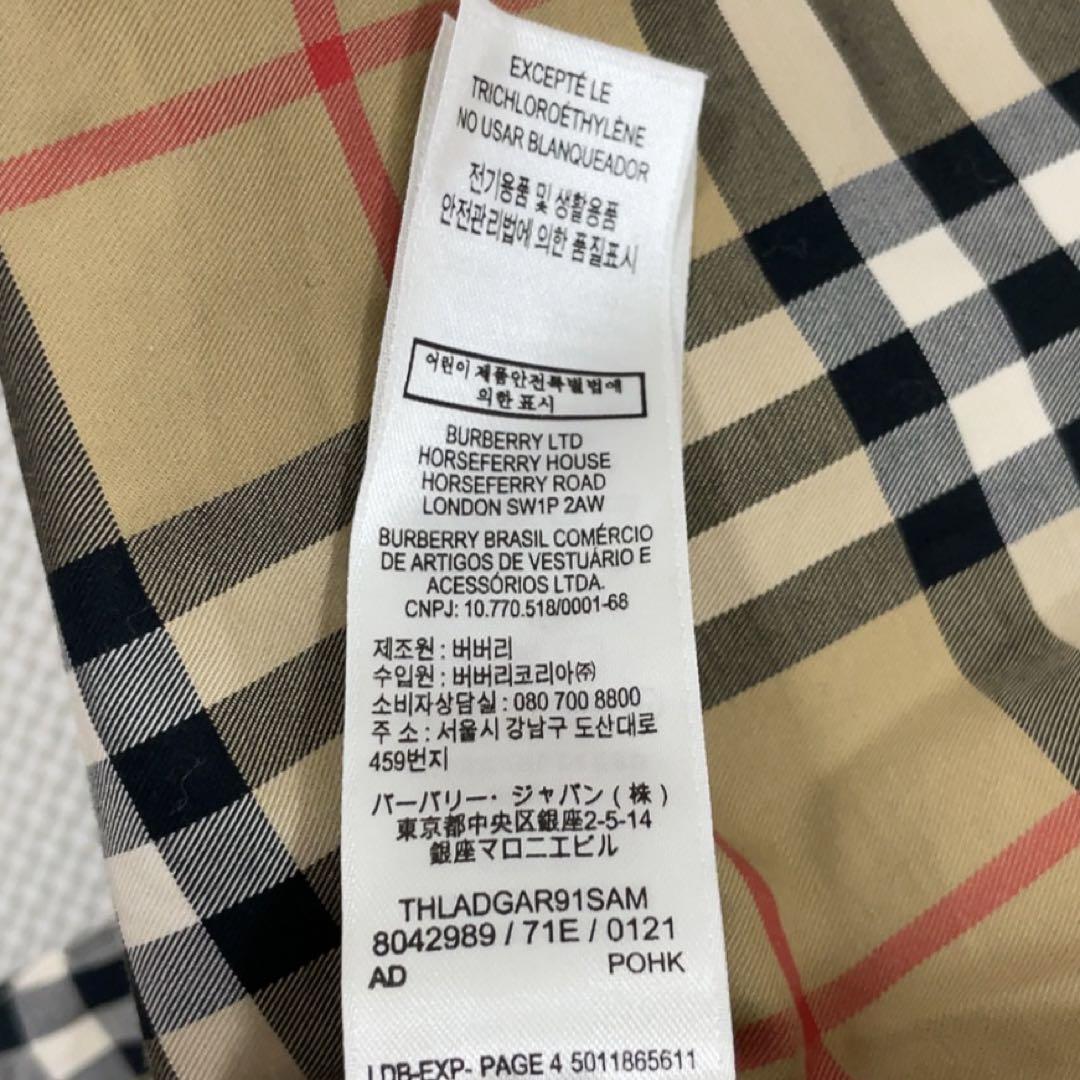 EXCEPTÉ LE
TRICHLOROÉTHYLÈNE
NO USAR BLANQUEADOR
전기용품 및 생활용품
안전관리법에 의한 품질표시
어린이 제품안전특별법에
의한 표시
BURBERRY LTD
HORSEFERRY HOUSE
HORSEFERRY ROAD
LONDON SW1P 2AW
BURBERRY BRASIL COMÉRCIO
DE ARTIGOS DE VESTUÁRIO E
ACESSÓRIOS LTDA.
CNPJ: 10.770.518/0001-68
제조원 : 버버리
수입원 : 버버리코리아㈜
소비자상담실 : 080 700 8800
주 소 : 서울시 강남구 도산대로
459번지
バーバリー・ジャパン(株)
東京都中央区銀座2-5-14
銀座マロニエビル
THLADGAR91SAM
8042989 / 71E / 0121
AD POHK
LDB-EXP- PAGE 4 5011865611